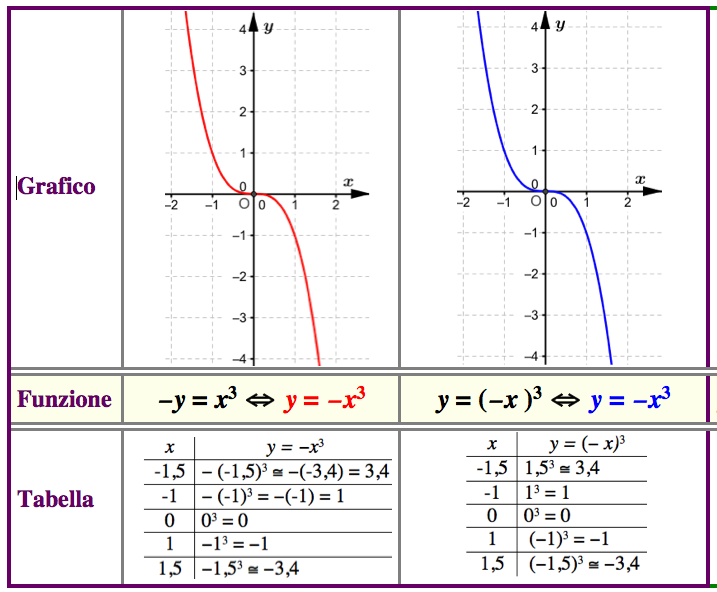 Grafico
y
4
3
2
1
0
x
-2
-1
O
0
1
2
-1
-2
-3
-4
y
4
3
2
1
0
x
-2
-1
O
0
1
2
-1
-2
-3
-4
Funzione
−y = x³ ⇔ y = −x³
y = (−x )³ ⇔ y = −x³
Tabella
x y = −x³
-1,5 − (-1,5)³ ≅ −(-3,4) = 3,4
-1 − (-1)³ = −(-1) = 1
0 0³ = 0
1 −1³ = −1
1,5 −1,5³ ≅ −3,4
x y = (− x)³
-1,5 1,5³ ≅ 3,4
-1 1³ = 1
0 0³ = 0
1 (−1)³ = −1
1,5 (−1,5)³ ≅ −3,4